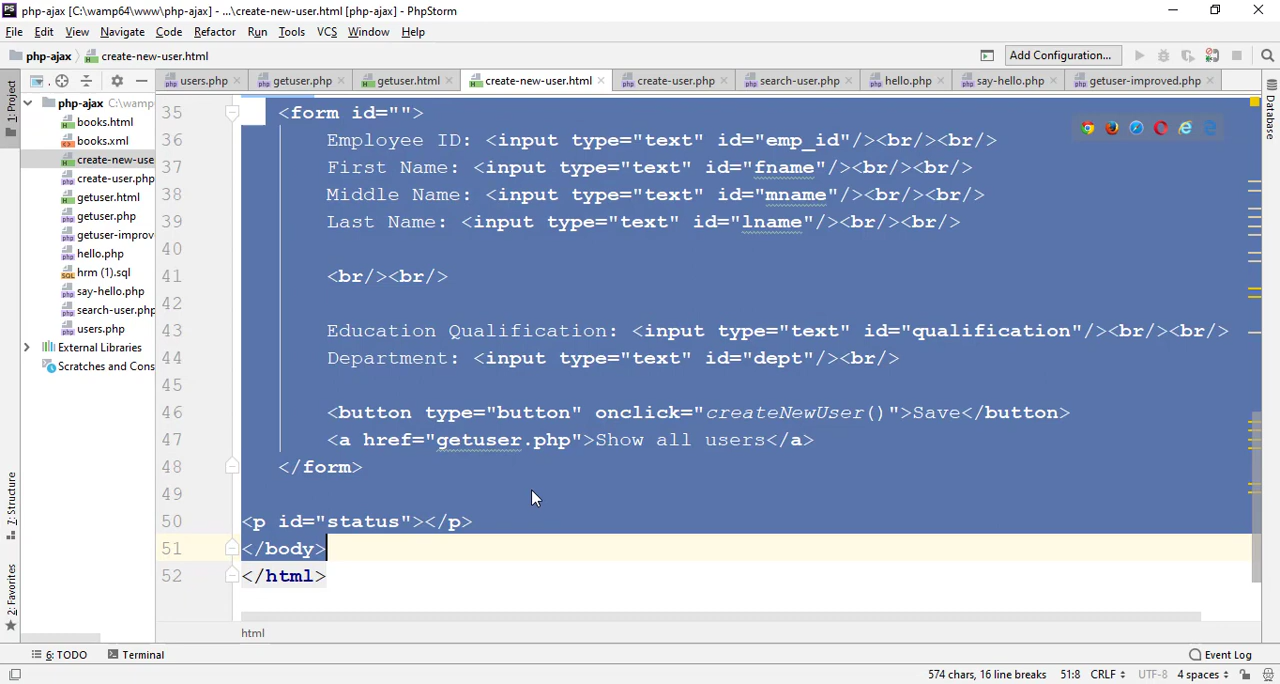 PS php-ajax [C:\wamp64\www\php-ajax] - ...\create-new-user.html [php-ajax] - PhpStorm
File Edit View Navigate Code Refactor Run Tools VCS Window Help
php-ajax create-new-user.html Add Configuration...
users.php getuser.php getuser.html create-new-user.html create-user.php search-user.php hello.php say-hello.php getuser-improved.php
1: Project
Database
php-ajax C:\wamp
books.html
books.xml
create-new-use
create-user.php
getuser.html
getuser.php
getuser-improv
hello.php
hrm (1).sql
say-hello.php
search-user.php
users.php
External Libraries
Scratches and Cons
7: Structure
2: Favorites
35 <form id="">
36 Employee ID: <input type="text" id="emp_id"/><br/><br/>
37 First Name: <input type="text" id="fname"/><br/><br/>
38 Middle Name: <input type="text" id="mname"/><br/><br/>
39 Last Name: <input type="text" id="lname"/><br/><br/>
40
41 <br/><br/>
42
43 Education Qualification: <input type="text" id="qualification"/><br/><br/>
44 Department: <input type="text" id="dept"/><br/>
45
46 <button type="button" onclick="createNewUser()">Save</button>
47 <a href="getuser.php">Show all users</a>
48 </form>
49
50 <p id="status"></p>
51 </body>
52 </html>
html
6: TODO Terminal Event Log
574 chars, 16 line breaks 51:8 CRLF UTF-8 4 spaces